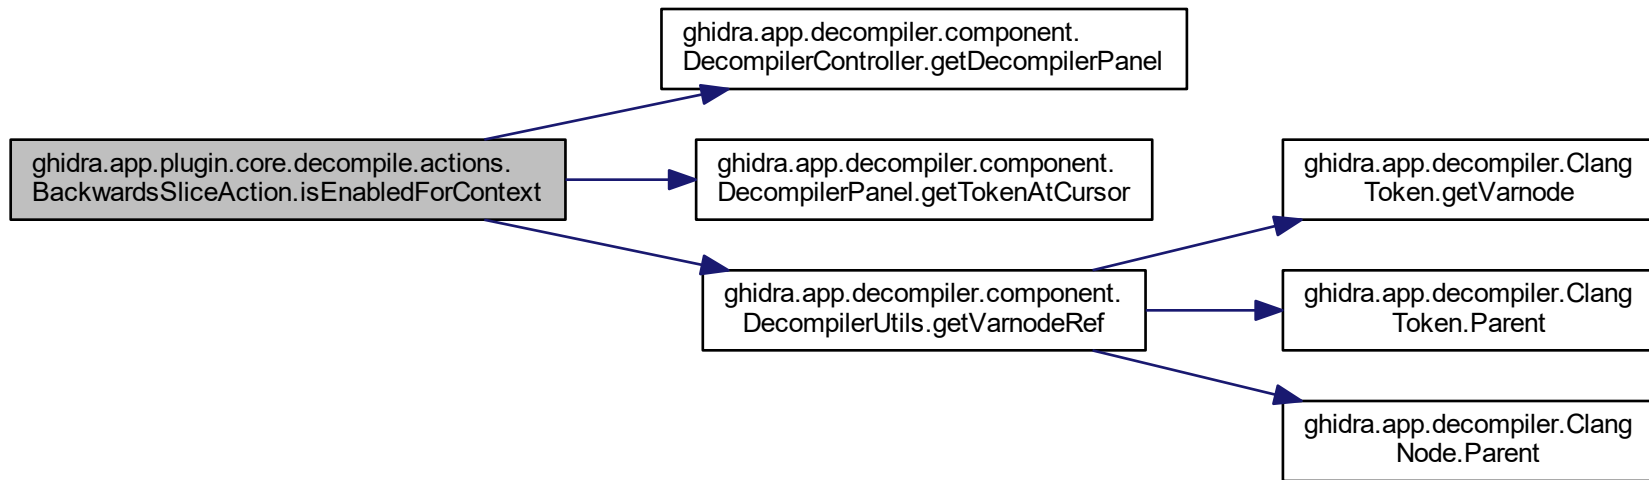 ghidra.app.decompiler.component.
DecompilerController.getDecompilerPanel
ghidra.app.plugin.core.decompile.actions.
BackwardsSliceAction.isEnabledForContext
ghidra.app.decompiler.component.
DecompilerPanel.getTokenAtCursor
ghidra.app.decompiler.Clang
Token.getVarnode
ghidra.app.decompiler.component.
DecompilerUtils.getVarnodeRef
ghidra.app.decompiler.Clang
Token.Parent
ghidra.app.decompiler.Clang
Node.Parent